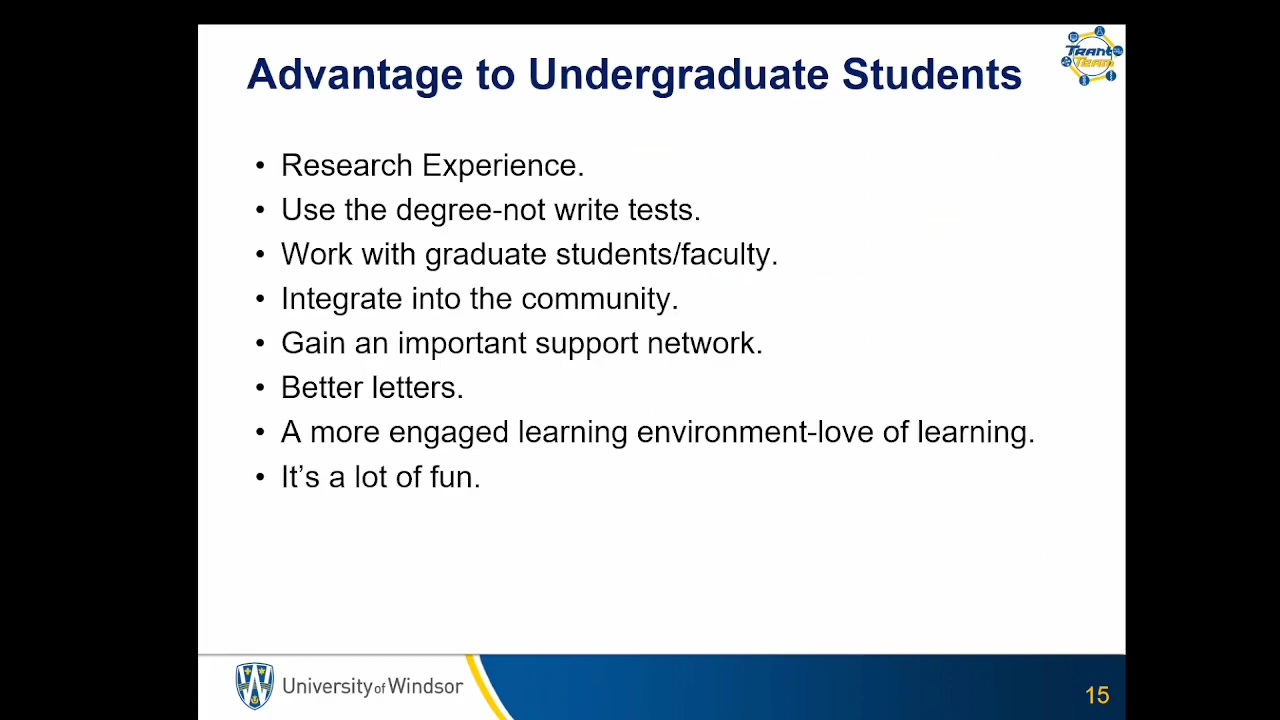 Advantage to Undergraduate Students
Trant
Team
• Research Experience.
• Use the degree-not write tests.
• Work with graduate students/faculty.
• Integrate into the community.
• Gain an important support network.
• Better letters.
• A more engaged learning environment-love of learning.
• It’s a lot of fun.
University of Windsor
15